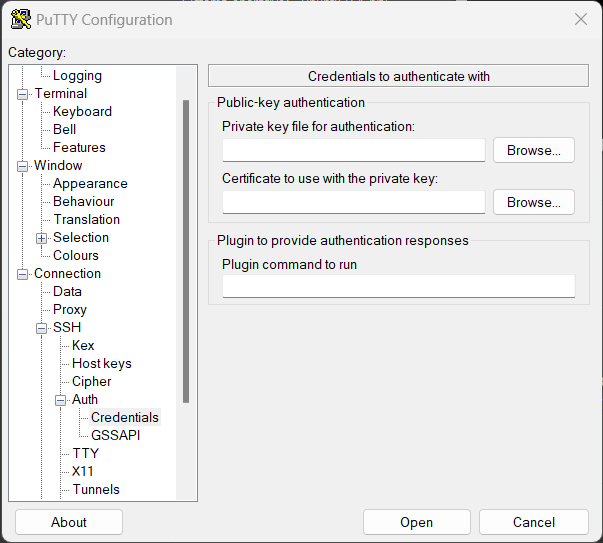 PuTTY Configuration
Category:
Logging
Terminal
Keyboard
Bell
Features
Window
Appearance
Behaviour
Translation
Selection
Colours
Connection
Data
Proxy
SSH
Kex
Host keys
Cipher
Auth
Credentials
GSSAPI
TTY
X11
Tunnels
Credentials to authenticate with
Public-key authentication
Private key file for authentication:
Browse...
Certificate to use with the private key:
Browse...
Plugin to provide authentication responses
Plugin command to run
About
Open
Cancel